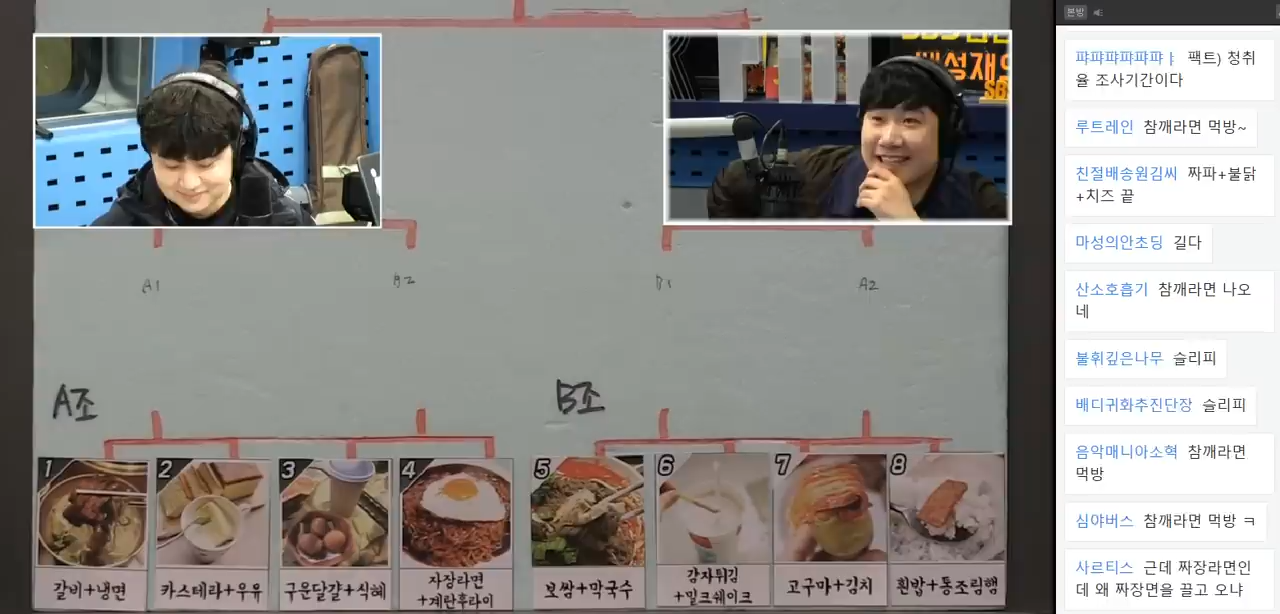 본방
퍄퍄퍄퍄퍄퍄ㅑ 팩트) 청취
율 조사기간이다
루트레인 참깨라면 먹방~
친절배송원김씨 짜파+불닭
+치즈 끝
마성의안초딩 길다
산소호흡기 참깨라면 나오
네
불휘깊은나무 슬리피
배디귀화추진단장 슬리피
음악매니아소혁 참깨라면
먹방
심야버스 참깨라면 먹방 ㅋ
사르티스 근데 짜장라면인
데 왜 짜장면을 끌고 오냐
A1
B2
B1
A2
A조
B조
1
2
3
4
5
6
7
8
갈비+냉면
카스테라+우유
구운달걀+식혜
자장라면
+계란후라이
보쌈+막국수
감자튀김
+밀크쉐이크
고구마+김치
흰밥+통조림햄